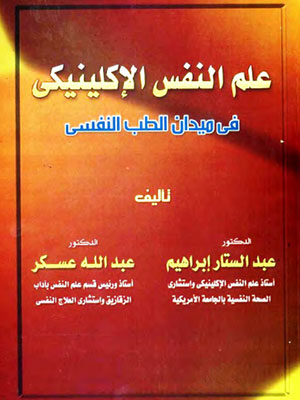 علم النفس الإكلينيكى
فى ميدان الطب النفسى
تأليف
الدكتور
عبد الستار إبراهيم
أستاذ علم النفس الإكلينيكى واستشارى
الصحة النفسية بالجامعة الأمريكية
الدكتور
عبد الله عسكر
أستاذ ورئيس قسم علم النفس بآداب
الزقازيق واستشارى العلاج النفسى